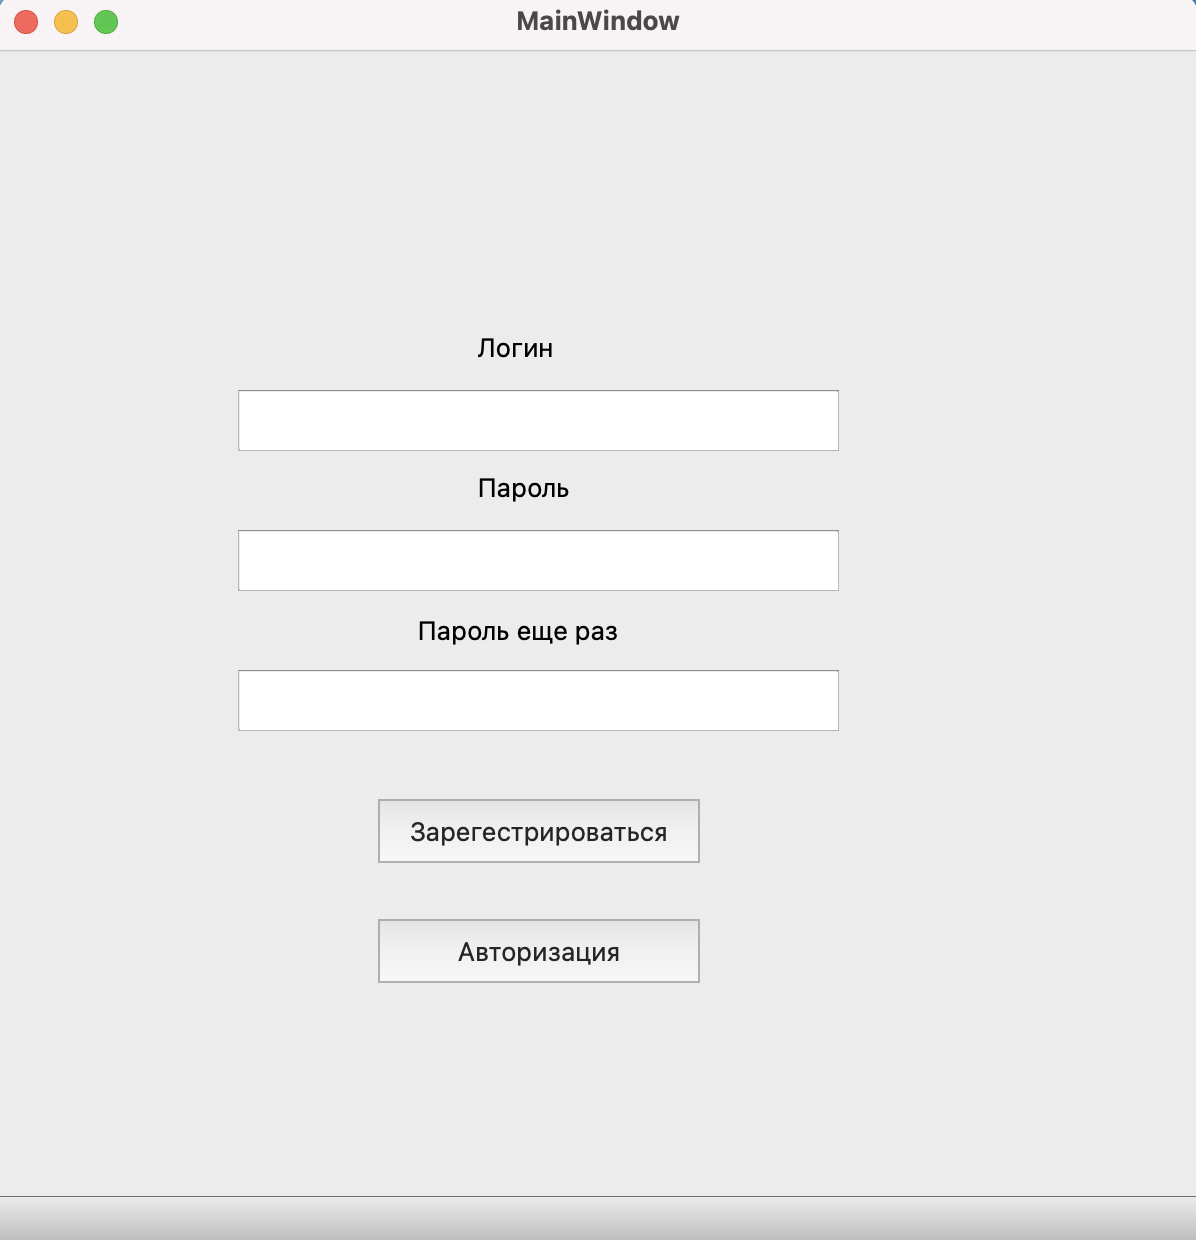 MainWindow
Логин
Пароль
Пароль еще раз
Зарегестрироваться
Авторизация